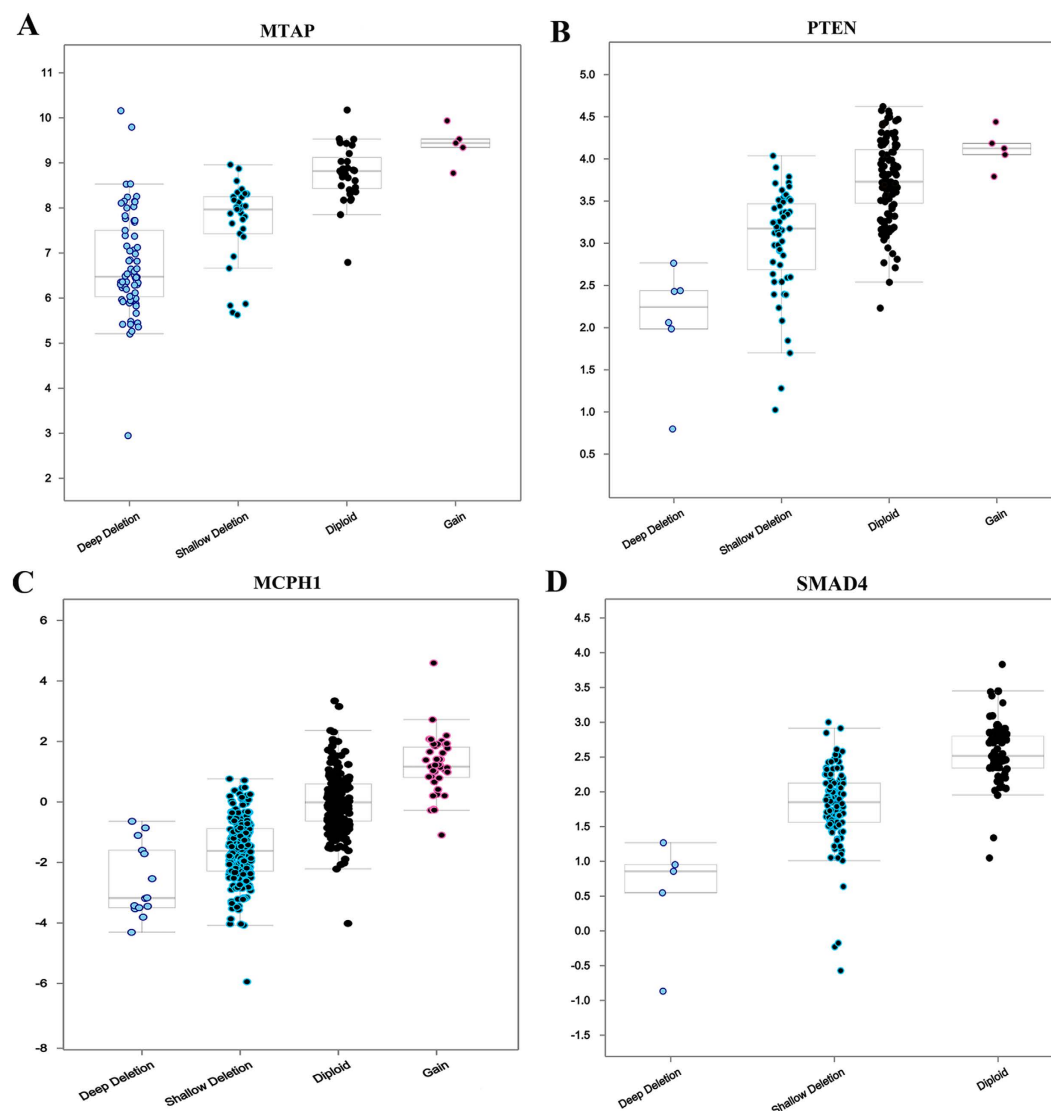 A
MTAP
11
10
9
8
7
6
5
4
3
2
Deep Deletion
Shallow Deletion
Diploid
Gain
B
PTEN
5.0
4.5
4.0
3.5
3.0
2.5
2.0
1.5
1.0
0.5
Deep Deletion
Shallow Deletion
Diploid
Gain
C
MCPH1
6
4
2
0
-2
-4
-6
-8
Deep Deletion
Shallow Deletion
Diploid
Gain
D
SMAD4
4.5
4.0
3.5
3.0
2.5
2.0
1.5
1.0
0.5
0.0
-0.5
-1.0
-1.5
Deep Deletion
Shallow Deletion
Diploid